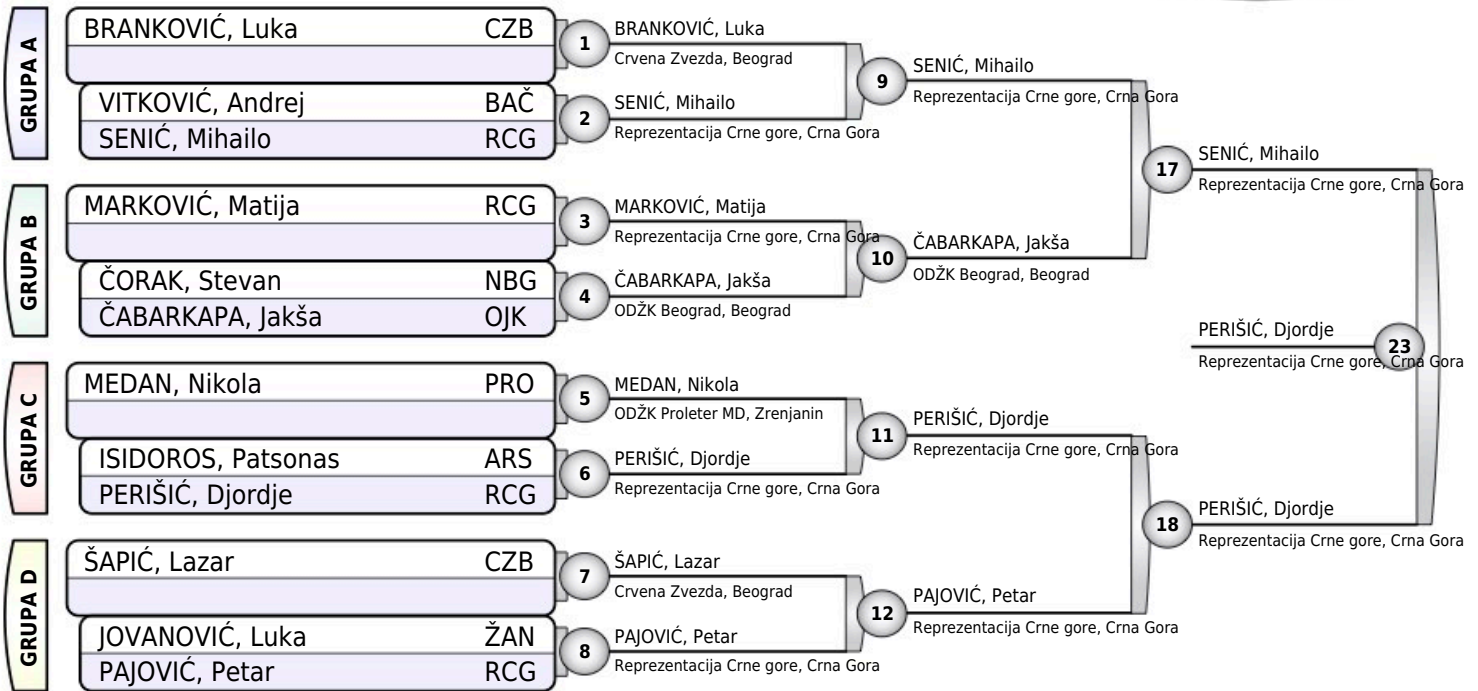 GRUPA A
BRANKOVIĆ, Luka CZB
VITKOVIĆ, Andrej BAČ
SENIĆ, Mihailo RCG
GRUPA B
MARKOVIĆ, Matija RCG
ČORAK, Stevan NBG
ČABARKAPA, Jakša OJK
GRUPA C
MEDAN, Nikola PRO
ISIDOROS, Patsonas ARS
PERIŠIĆ, Djordje RCG
GRUPA D
ŠAPIĆ, Lazar CZB
JOVANOVIĆ, Luka ŽAN
PAJOVIĆ, Petar RCG
1
BRANKOVIĆ, Luka
Crvena Zvezda, Beograd
2
SENIĆ, Mihailo
Reprezentacija Crne gore, Crna Gora
3
MARKOVIĆ, Matija
Reprezentacija Crne gore, Crna Gora
4
ČABARKAPA, Jakša
ODŽK Beograd, Beograd
5
MEDAN, Nikola
ODŽK Proleter MD, Zrenjanin
6
PERIŠIĆ, Djordje
Reprezentacija Crne gore, Crna Gora
7
ŠAPIĆ, Lazar
Crvena Zvezda, Beograd
8
PAJOVIĆ, Petar
Reprezentacija Crne gore, Crna Gora
9
SENIĆ, Mihailo
Reprezentacija Crne gore, Crna Gora
10
ČABARKAPA, Jakša
ODŽK Beograd, Beograd
11
PERIŠIĆ, Djordje
Reprezentacija Crne gore, Crna Gora
12
PAJOVIĆ, Petar
Reprezentacija Crne gore, Crna Gora
17
SENIĆ, Mihailo
Reprezentacija Crne gore, Crna Gora
18
PERIŠIĆ, Djordje
Reprezentacija Crne gore, Crna Gora
23
PERIŠIĆ, Djordje
Reprezentacija Crne gore, Crna Gora